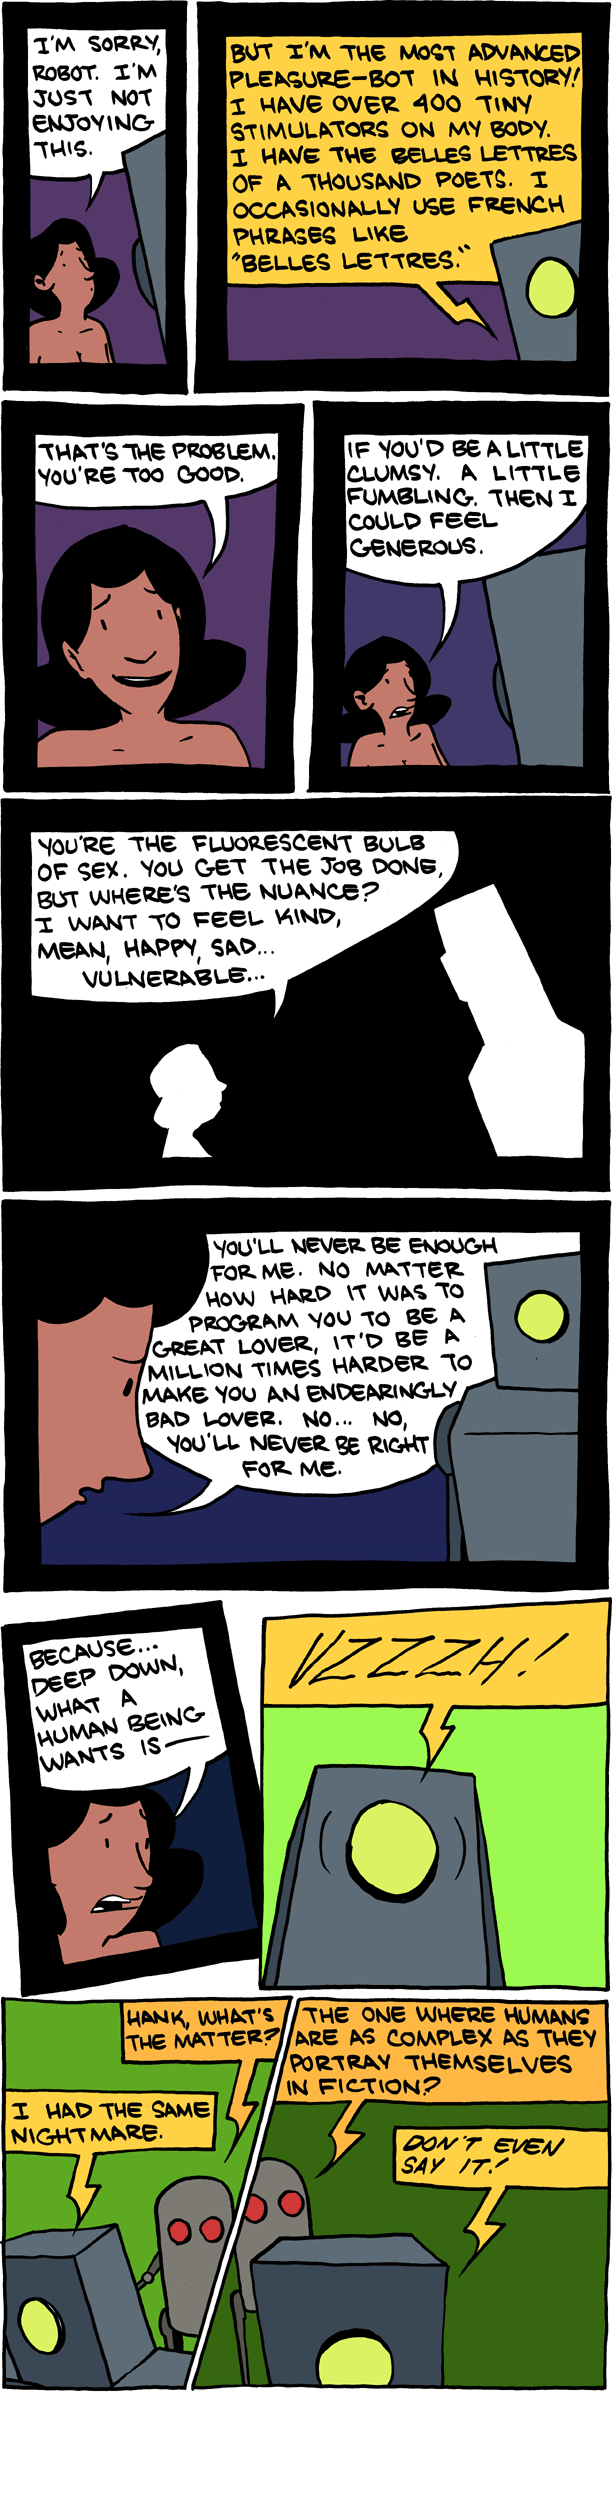 I'M SORRY,
ROBOT. I'M
JUST NOT
ENJOYING
THIS.
BUT I'M THE MOST ADVANCED
PLEASURE-BOT IN HISTORY!
I HAVE OVER 400 TINY
STIMULATORS ON MY BODY.
I HAVE THE BELLES LETTRES
OF A THOUSAND POETS. I
OCCASIONALLY USE FRENCH
PHRASES LIKE
"BELLES LETTRES."
THAT'S THE PROBLEM.
YOU'RE TOO GOOD.
IF YOU'D BE A LITTLE
CLUMSY. A LITTLE
FUMBLING. THEN I
COULD FEEL
GENEROUS.
YOU'RE THE FLUORESCENT BULB
OF SEX. YOU GET THE JOB DONE,
BUT WHERE'S THE NUANCE?
I WANT TO FEEL KIND,
MEAN, HAPPY, SAD...
VULNERABLE...
YOU'LL NEVER BE ENOUGH
FOR ME. NO MATTER
HOW HARD IT WAS TO
PROGRAM YOU TO BE A
GREAT LOVER, IT'D BE A
MILLION TIMES HARDER TO
MAKE YOU AN ENDEARINGLY
BAD LOVER. NO... NO,
YOU'LL NEVER BE RIGHT
FOR ME.
BECAUSE...
DEEP DOWN,
WHAT A
HUMAN BEING
WANTS IS—
VZZZH!!
HANK, WHAT'S
THE MATTER?
I HAD THE SAME
NIGHTMARE.
THE ONE WHERE HUMANS
ARE AS COMPLEX AS THEY
PORTRAY THEMSELVES
IN FICTION?
DON'T EVEN
SAY IT!